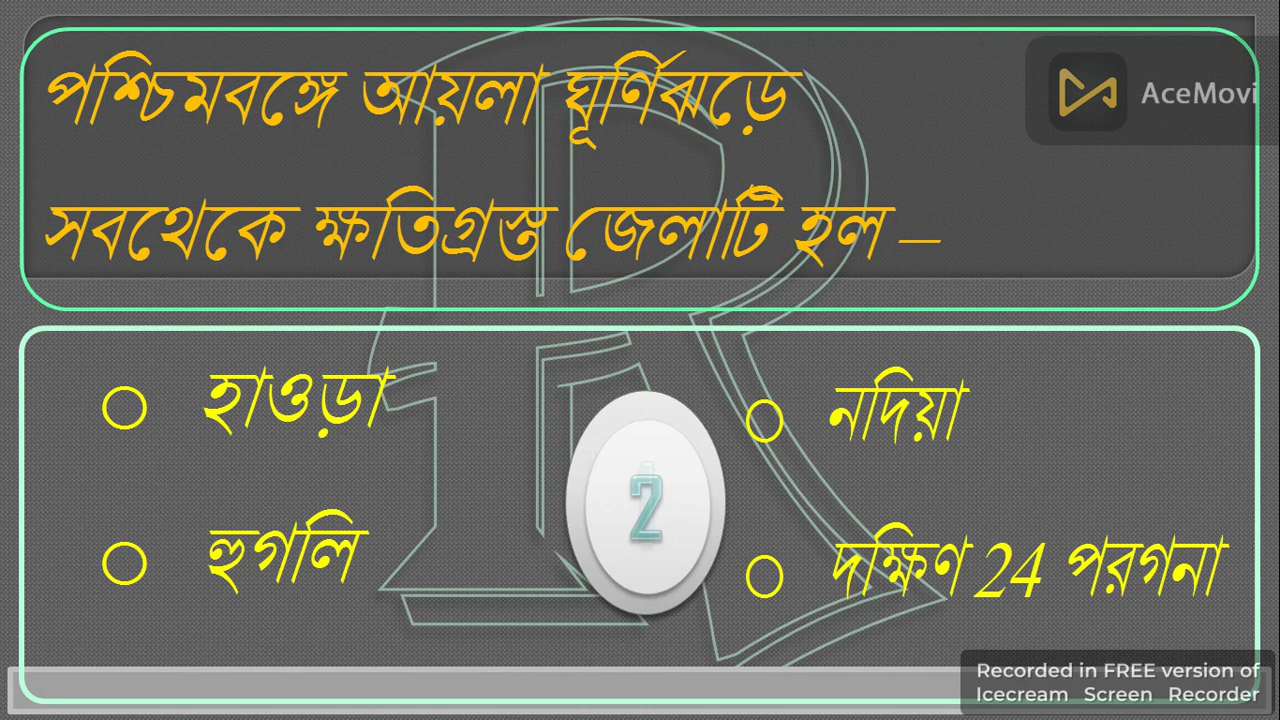 পশ্চিমবঙ্গে আয়লা ঘূর্ণিঝড়ে
AceMovi
সবথেকে ক্ষতিগ্রস্ত জেলাটি হল –
হাওড়া
নদিয়া
2
হুগলি
দক্ষিণ 24 পরগনা
Recorded in FREE version of
Icecream Screen Recorder